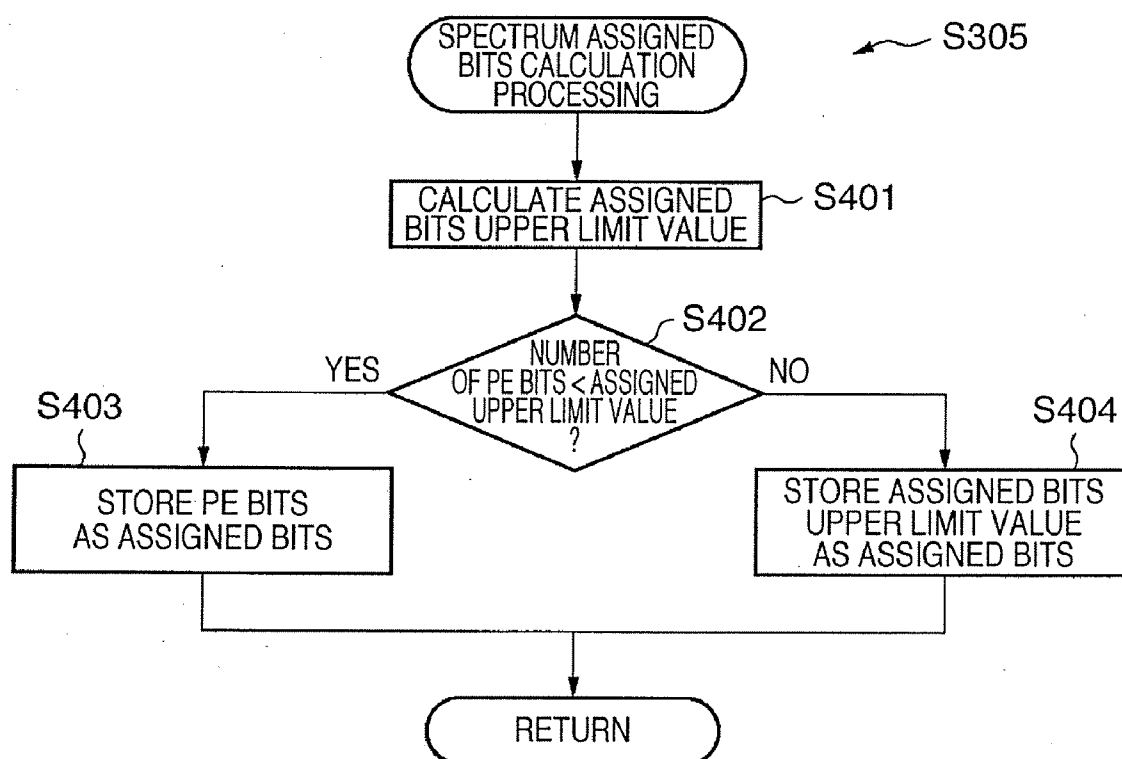 SPECTRUM ASSIGNED
BITS CALCULATION
PROCESSING
S305
CALCULATE ASSIGNED
BITS UPPER LIMIT VALUE
S401
S402
NUMBER
OF PE BITS < ASSIGNED
UPPER LIMIT VALUE
?
YES
NO
S403
STORE PE BITS
AS ASSIGNED BITS
S404
STORE ASSIGNED BITS
UPPER LIMIT VALUE
AS ASSIGNED BITS
RETURN